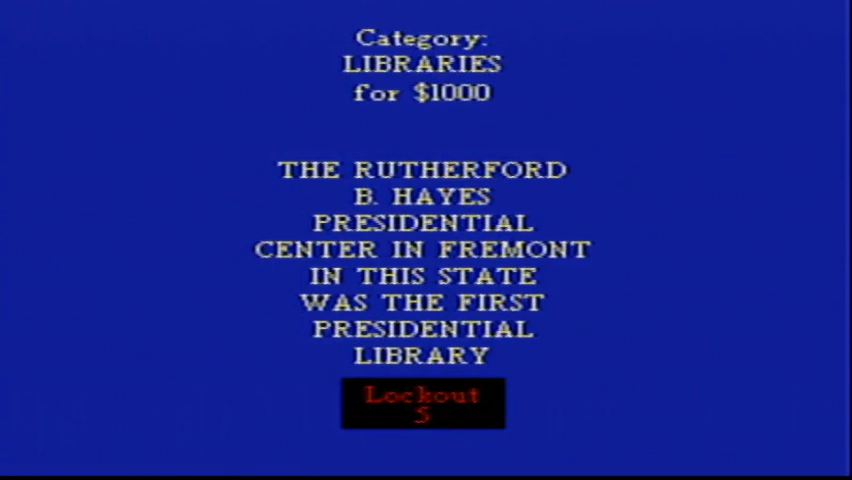 Category:
LIBRARIES
for $1000
THE RUTHERFORD
B. HAYES
PRESIDENTIAL
CENTER IN FREMONT
IN THIS STATE
WAS THE FIRST
PRESIDENTIAL
LIBRARY
Lockout
5